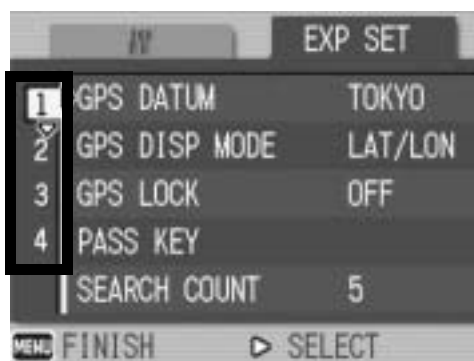 EXP SET
1 GPS DATUM TOKYO
2 GPS DISP MODE LAT/LON
3 GPS LOCK OFF
4 PASS KEY
SEARCH COUNT 5
MENU FINISH SELECT